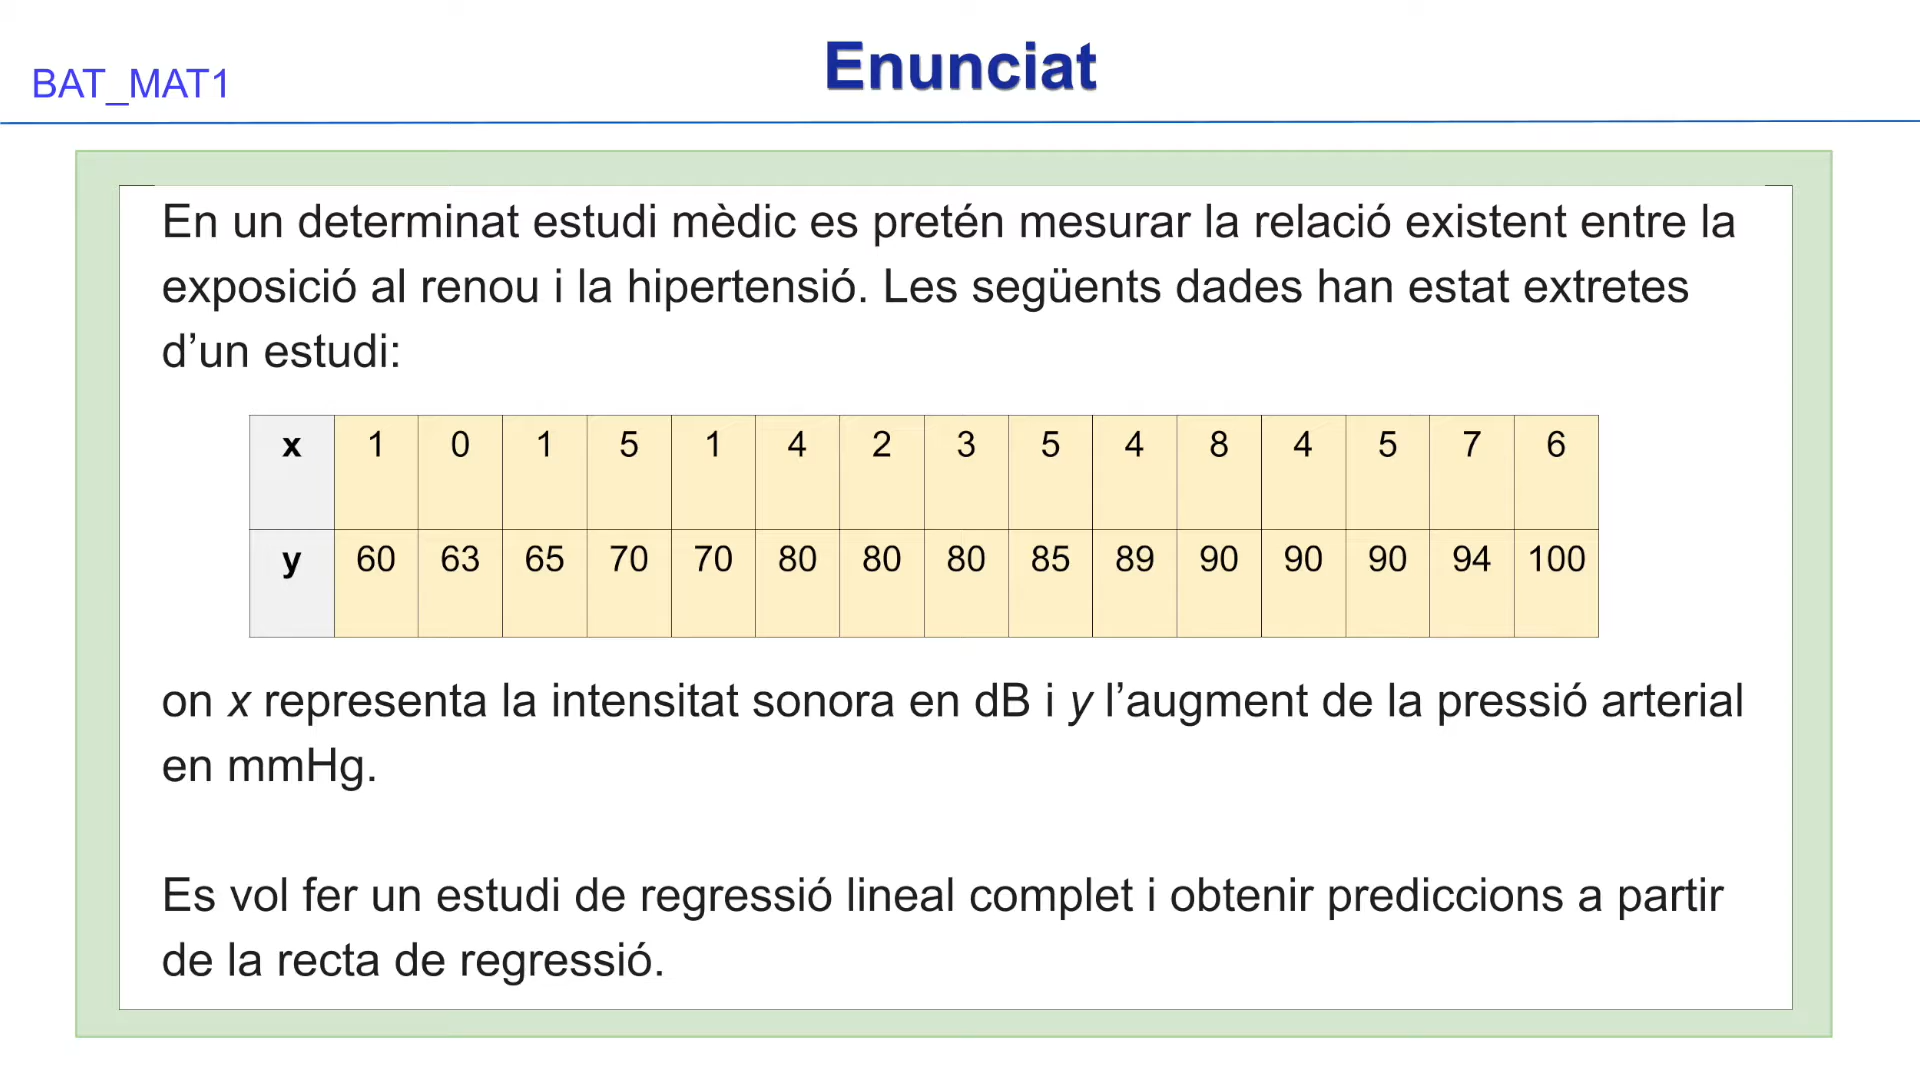 Enunciat
BAT_MAT1
En un determinat estudi mèdic es pretén mesurar la relació existent entre la
exposició al renou i la hipertensió. Les següents dades han estat extretes
d’un estudi:
x 1 0 1 5 1 4 2 3 5 4 8 4 5 7 6
y 60 63 65 70 70 80 80 80 85 89 90 90 90 94 100
on x representa la intensitat sonora en dB i y l’augment de la pressió arterial
en mmHg.
Es vol fer un estudi de regressió lineal complet i obtenir prediccions a partir
de la recta de regressió.